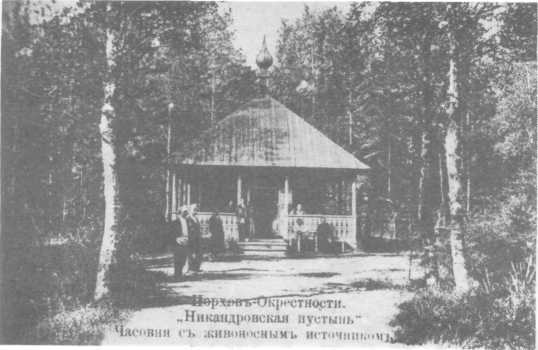 Порховъ-Окрестности.
„Никандровская пустынь“
Часовня съ живоноснымъ источникомъ